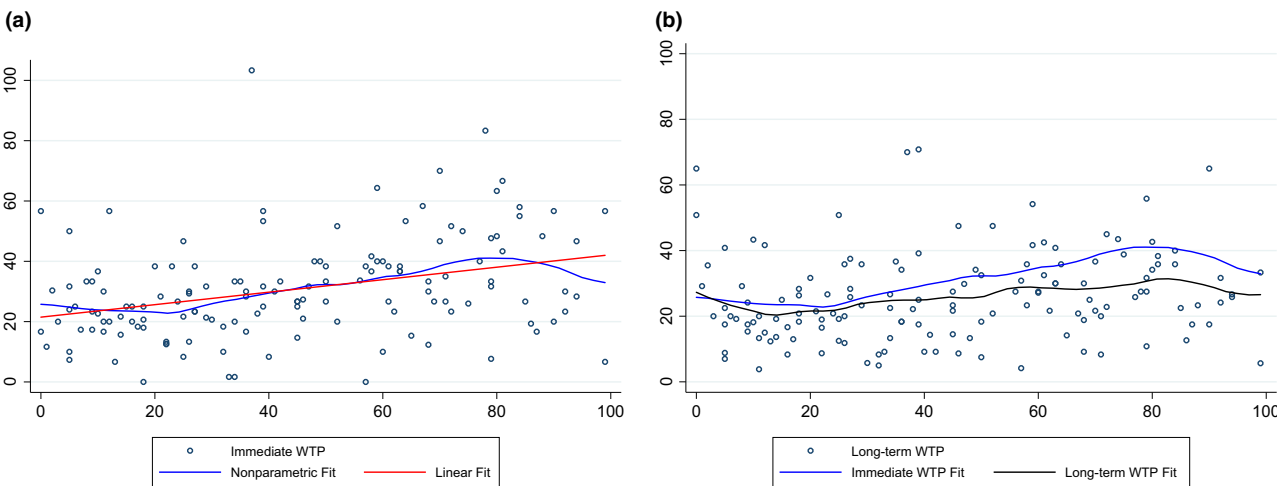 (a)
100
80
60
40
20
0
0 20 40 60 80 100
Immediate WTP
Nonparametric Fit Linear Fit
(b)
100
80
60
40
20
0
0 20 40 60 80 100
Long-term WTP
Immediate WTP Fit Long-term WTP Fit